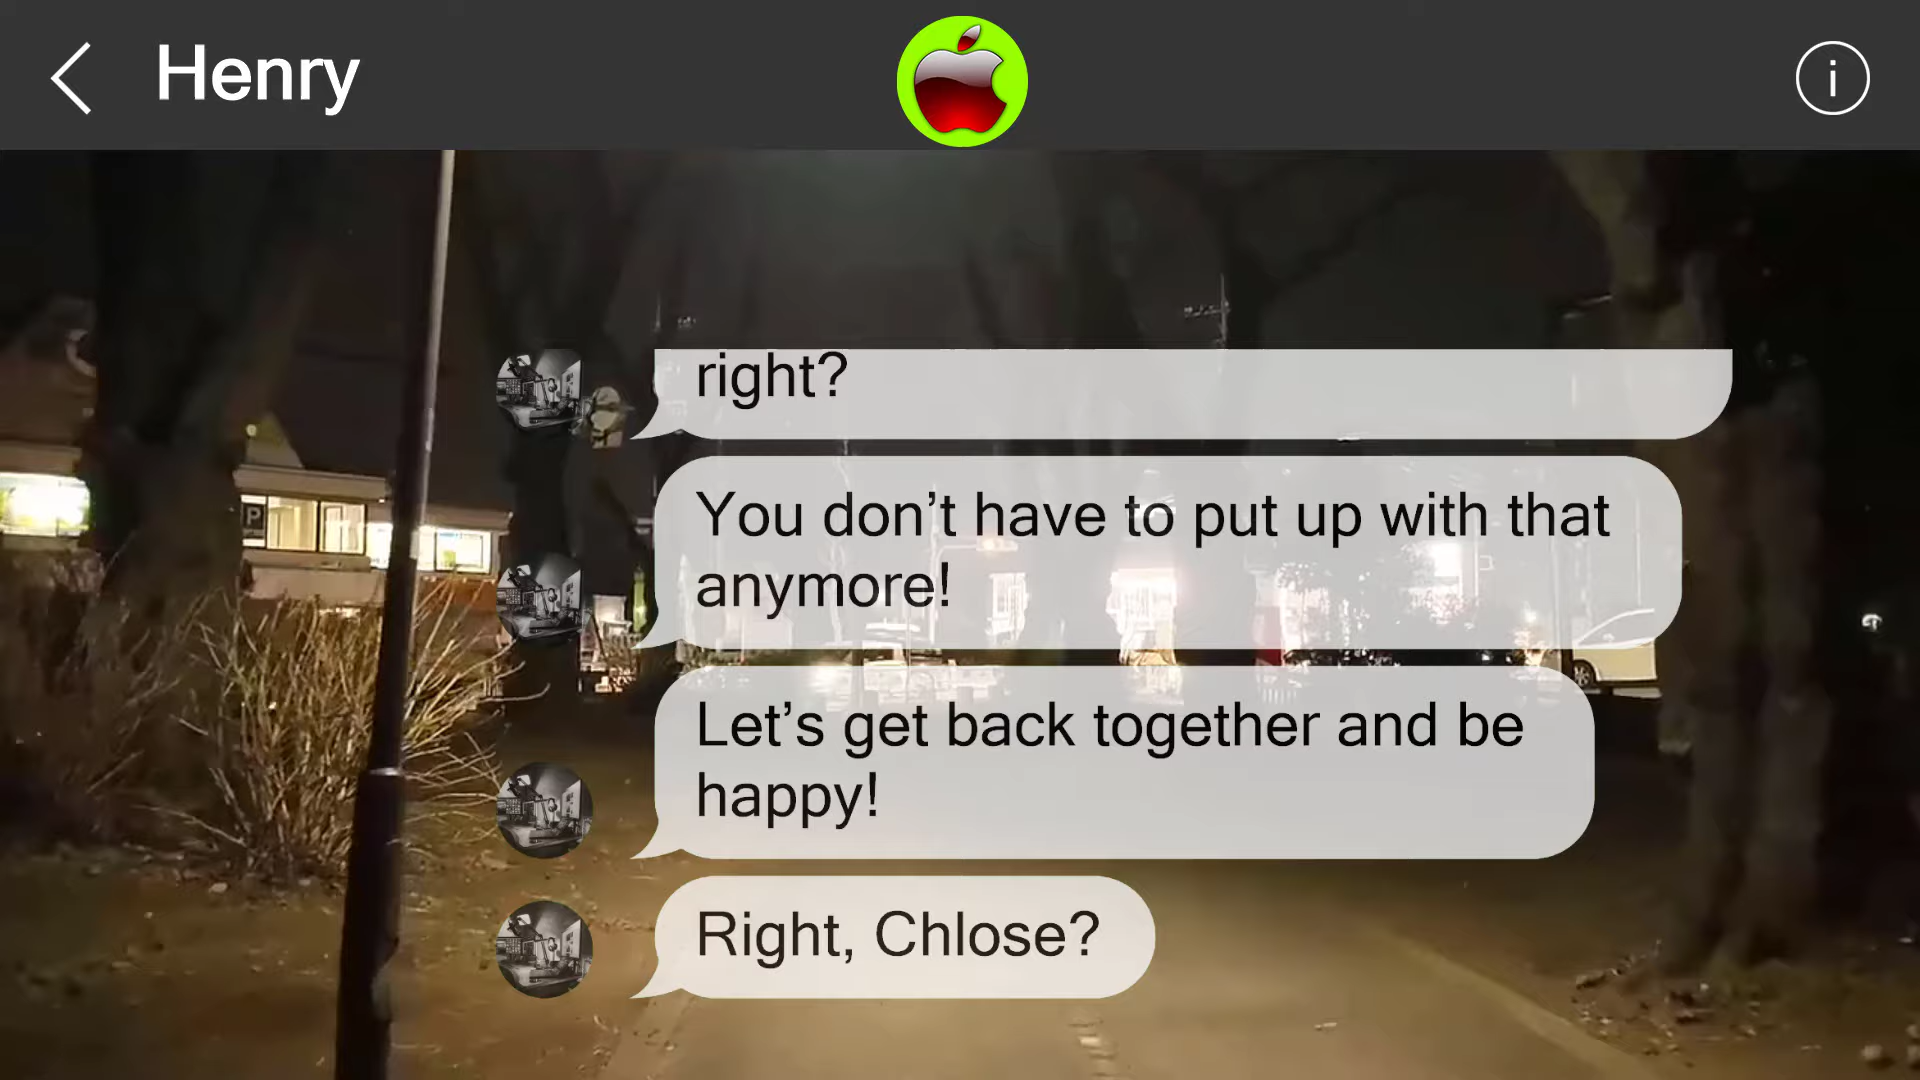 Henry
i
right?
You don’t have to put up with that
anymore!
P
Let’s get back together and be
happy!
Right, Chlose?